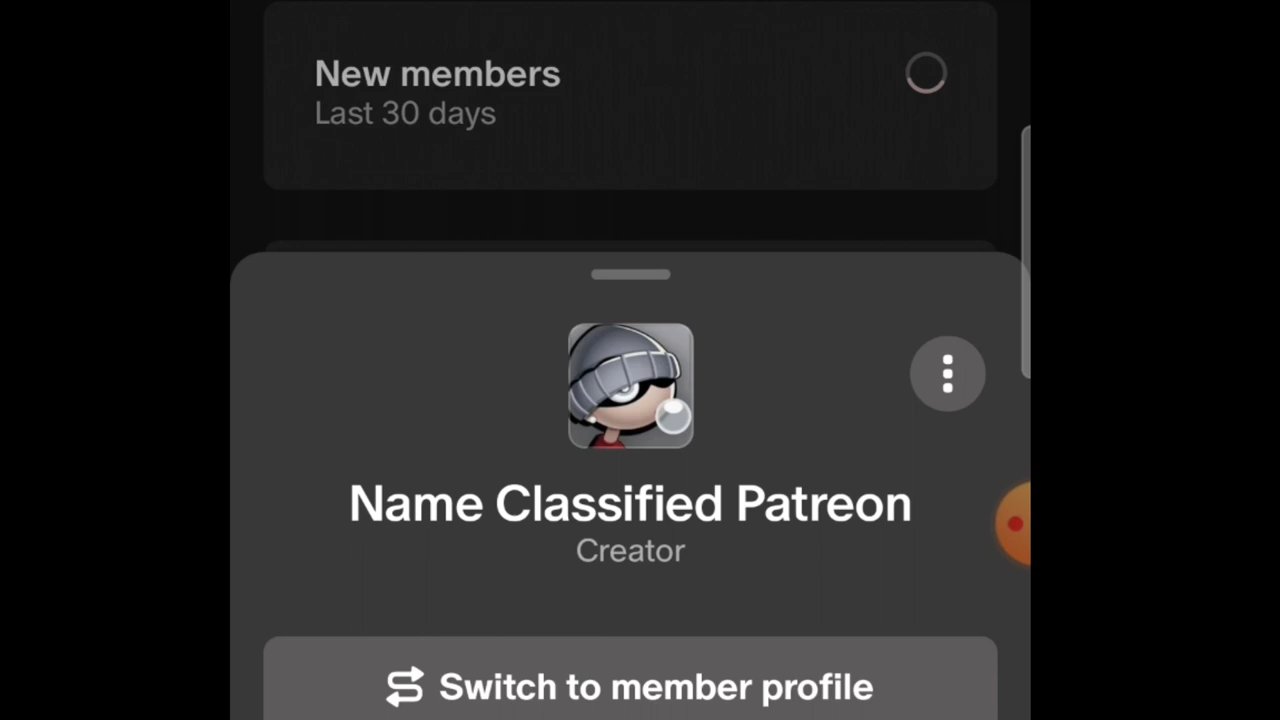 New members
Last 30 days
Name Classified Patreon
Creator
Switch to member profile